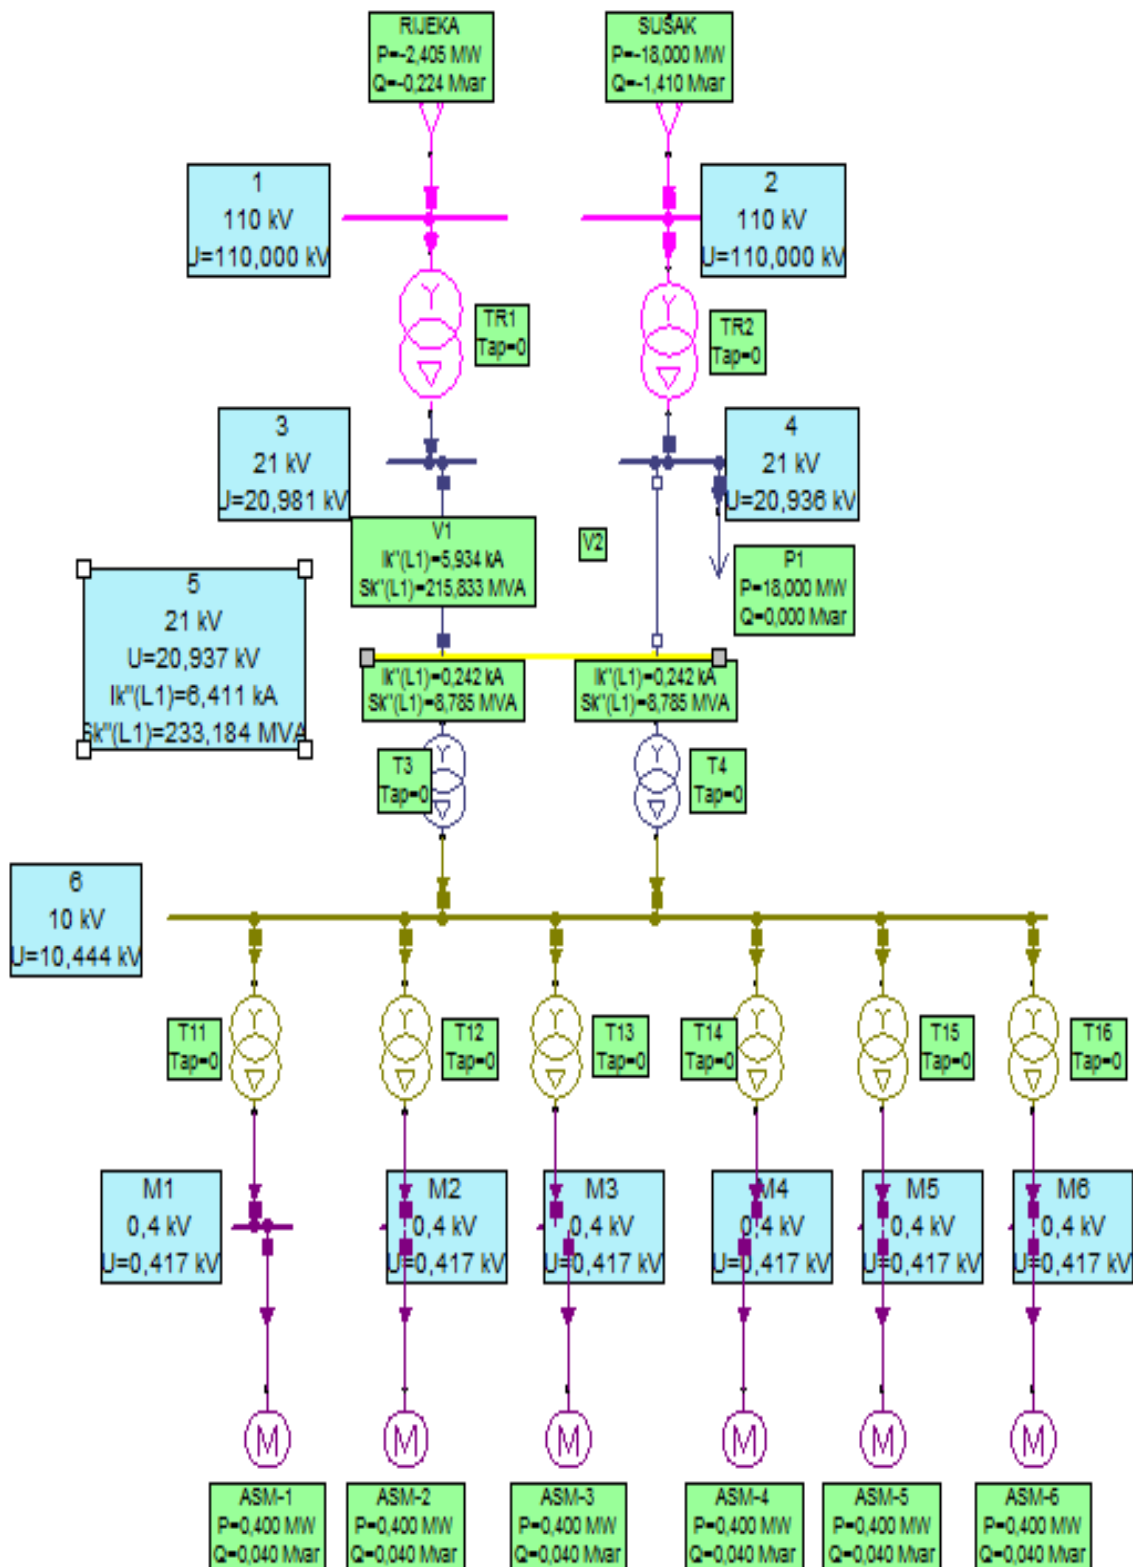 RIJEKA
P=-2,405 MW
Q=-0,224 Mvar
SUŠAK
P=-18,000 MW
Q=-1,410 Mvar
1
110 kV
U=110,000 kV
2
110 kV
U=110,000 kV
TR1
Tap=0
TR2
Tap=0
3
21 kV
U=20,981 kV
4
21 kV
U=20,936 kV
V1
Ik"(L1)=5,934 kA
Sk"(L1)=215,833 MVA
V2
P1
P=18,000 MW
Q=0,000 Mvar
5
21 kV
U=20,937 kV
Ik"(L1)=6,411 kA
Sk"(L1)=233,184 MVA
Ik"(L1)=0,242 kA
Sk"(L1)=8,785 MVA
Ik"(L1)=0,242 kA
Sk"(L1)=8,785 MVA
T3
Tap=0
T4
Tap=0
6
10 kV
U=10,444 kV
T11
Tap=0
T12
Tap=0
T13
Tap=0
T14
Tap=0
T15
Tap=0
T16
Tap=0
M1
0,4 kV
U=0,417 kV
M2
0,4 kV
U=0,417 kV
M3
0,4 kV
U=0,417 kV
M4
0,4 kV
U=0,417 kV
M5
0,4 kV
U=0,417 kV
M6
0,4 kV
U=0,417 kV
M
M
M
M
M
M
ASM-1
P=0,400 MW
Q=0,040 Mvar
ASM-2
P=0,400 MW
Q=0,040 Mvar
ASM-3
P=0,400 MW
Q=0,040 Mvar
ASM-4
P=0,400 MW
Q=0,040 Mvar
ASM-5
P=0,400 MW
Q=0,040 Mvar
ASM-6
P=0,400 MW
Q=0,040 Mvar